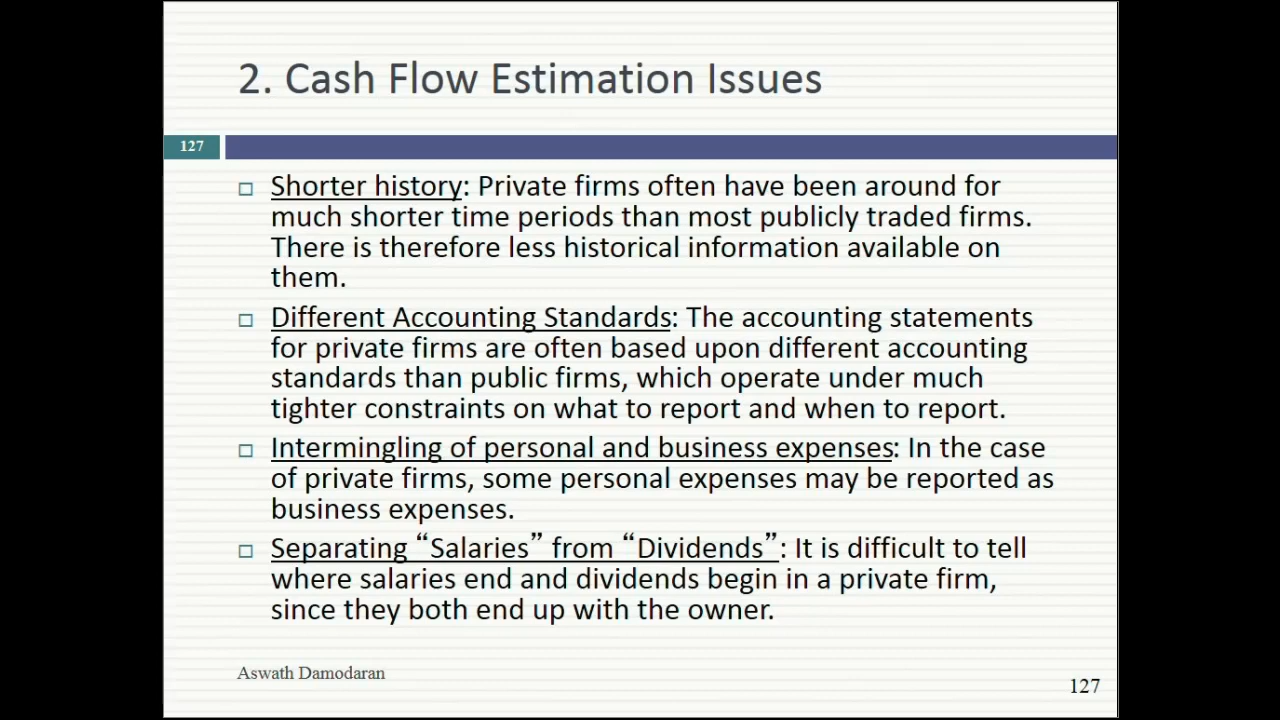 2. Cash Flow Estimation Issues
127
Shorter history: Private firms often have been around for
much shorter time periods than most publicly traded firms.
There is therefore less historical information available on
them.
Different Accounting Standards: The accounting statements
for private firms are often based upon different accounting
standards than public firms, which operate under much
tighter constraints on what to report and when to report.
Intermingling of personal and business expenses: In the case
of private firms, some personal expenses may be reported as
business expenses.
Separating “Salaries” from “Dividends”: It is difficult to tell
where salaries end and dividends begin in a private firm,
since they both end up with the owner.
Aswath Damodaran
127